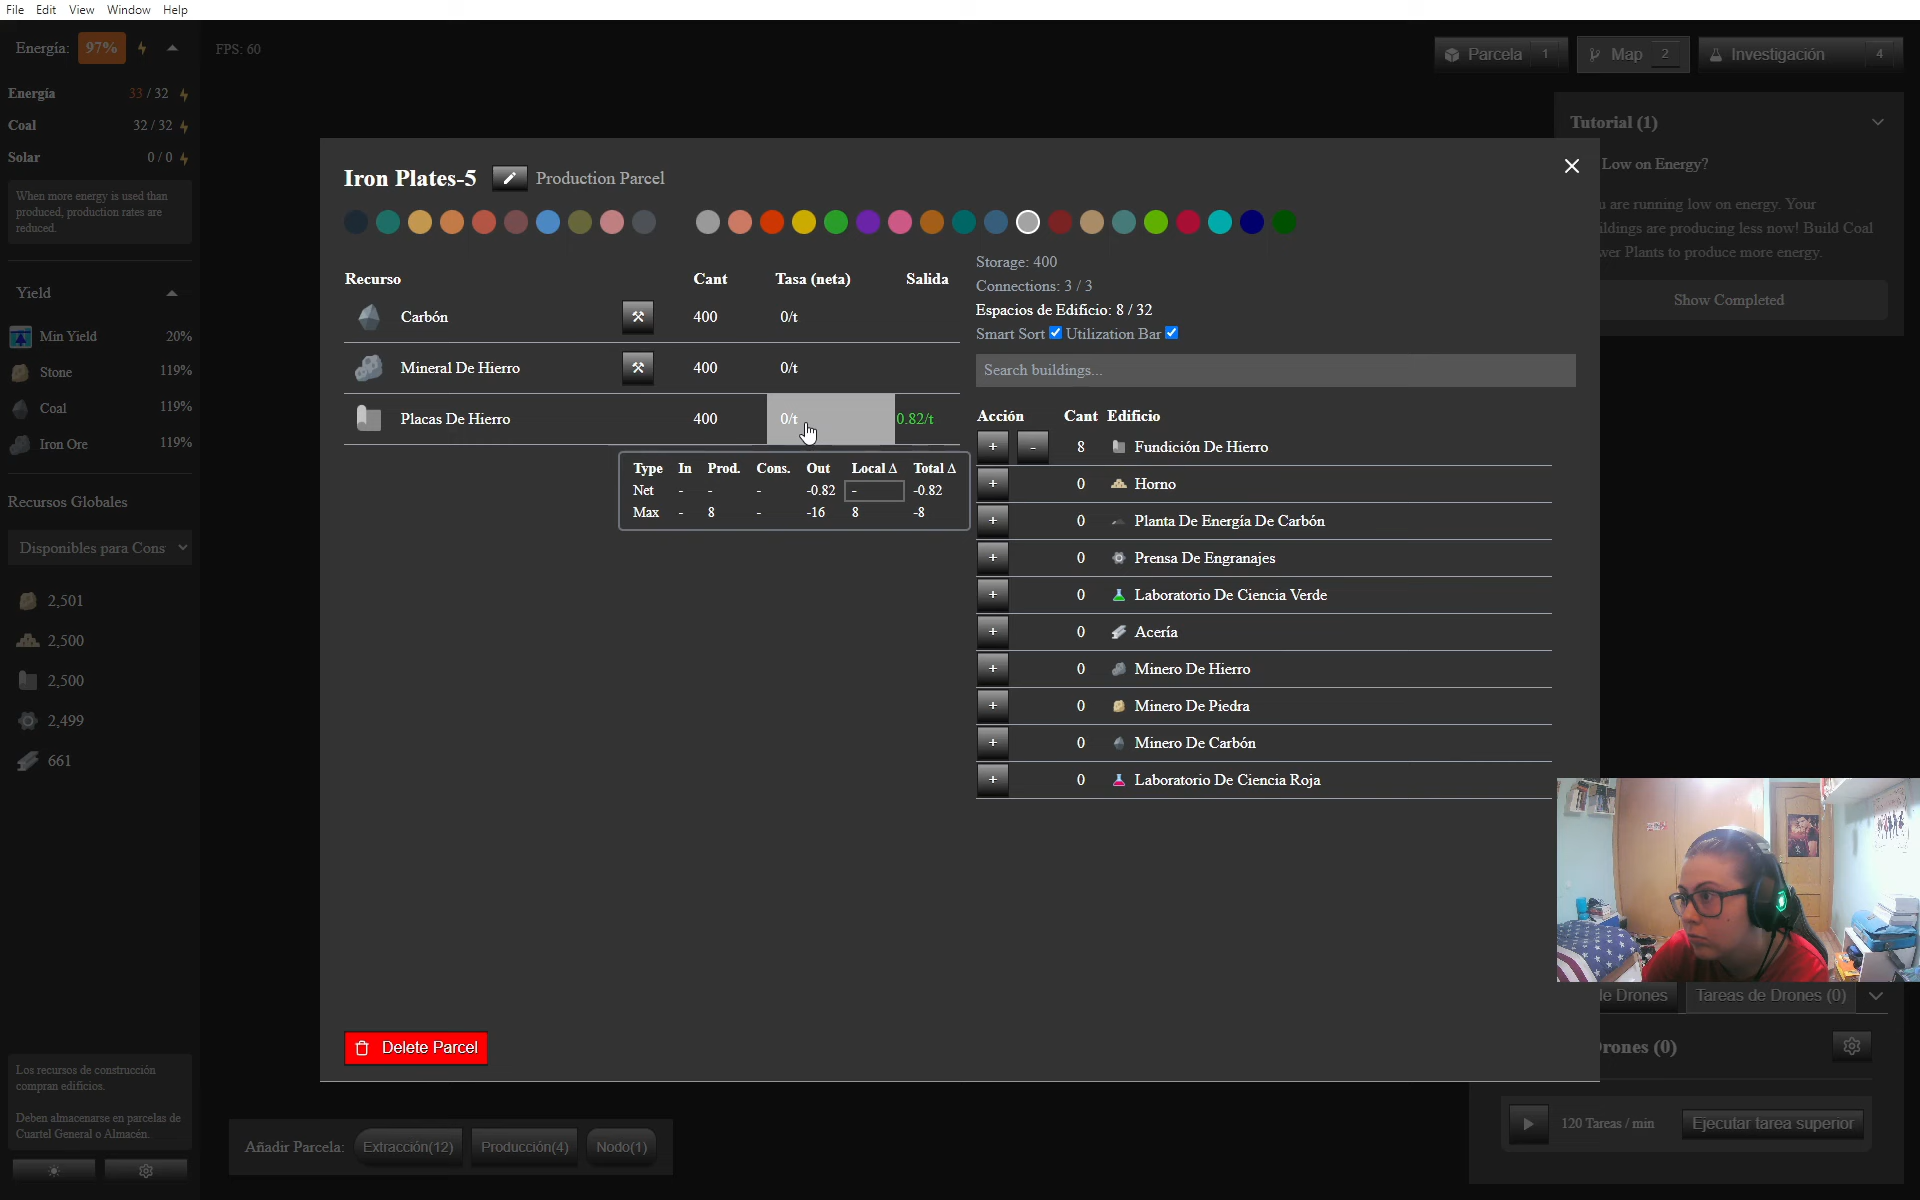 File Edit View Window Help
Energía: 97%
FPS: 60
Parcela 1
Map 2
Investigación 4
Energía 33 / 32
Coal 32 / 32
Solar 0 / 0
When more energy is used than
produced, production rates are
reduced.
Yield
Min Yield 20%
Stone 119%
Coal 119%
Iron Ore 119%
Recursos Globales
Disponibles para Cons
2,501
2,500
2,500
2,499
661
Los recursos de construcción
compran edificios.
Deben almacenarse en parcelas de
Cuartel General o Almacén.
Iron Plates-5 Production Parcel
Recurso Cant Tasa (neta) Salida
Carbón 400 0/t
Mineral De Hierro 400 0/t
Placas De Hierro 400 0/t 0.82/t
Type In Prod. Cons. Out Local Δ Total Δ
Net - - - -0.82 - -0.82
Max - 8 - -16 8 -8
Delete Parcel
Storage: 400
Connections: 3 / 3
Espacios de Edificio: 8 / 32
Smart Sort Utilization Bar
Search buildings...
Acción Cant Edificio
+ - 8 Fundición De Hierro
+ 0 Horno
+ 0 Planta De Energía De Carbón
+ 0 Prensa De Engranajes
+ 0 Laboratorio De Ciencia Verde
+ 0 Acería
+ 0 Minero De Hierro
+ 0 Minero De Piedra
+ 0 Minero De Carbón
+ 0 Laboratorio De Ciencia Roja
Tutorial (1)
Low on Energy?
u are running low on energy. Your
ildings are producing less now! Build Coal
wer Plants to produce more energy.
Show Completed
de Drones
Tareas de Drones (0)
Drones (0)
120 Tareas / min
Ejecutar tarea superior
Añadir Parcela: Extracción(12) Producción(4) Nodo(1)